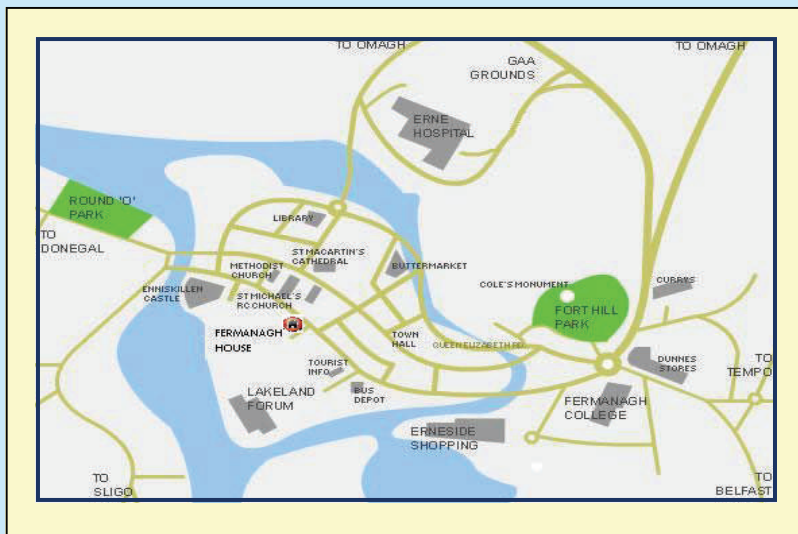 TO OMAGH
TO OMAGH
GAA
GROUNDS
ERNE
HOSPITAL
ROUND 'O'
PARK
LIBRARY
TO
DONEGAL
ST MACARTIN'S
CATHEDRAL
METHODIST
CHURCH
BUTTERMARKET
COLE'S MONUMENT
CURRYS
ENNISKILLEN
CASTLE
ST MICHAEL'S
RC CHURCH
FORT HILL
PARK
FERMANAGH
HOUSE
TOWN
HALL
QUEEN ELIZABETH RD.
TOURIST
INFO
DUNNES
STORES
TO
TEMPO
LAKELAND
FORUM
BUS
DEPOT
FERMANAGH
COLLEGE
ERNESIDE
SHOPPING
TO
SLIGO
TO
BELFAST